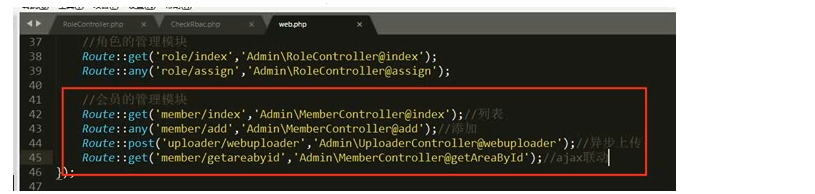 RoleController.php × CheckRbac.php × web.php ×
37 //角色的管理模块
38 Route::get('role/index','Admin\RoleController@index');
39 Route::any('role/assign','Admin\RoleController@assign');
40
41 //会员的管理模块
42 Route::get('member/index','Admin\MemberController@index');//列表
43 Route::any('member/add','Admin\MemberController@add');//添加
44 Route::post('uploader/webuploader','Admin\UploaderController@webuploader');//异步上传
45 Route::get('member/getareabyid','Admin\MemberController@getAreaById');//ajax联动
46 });
47